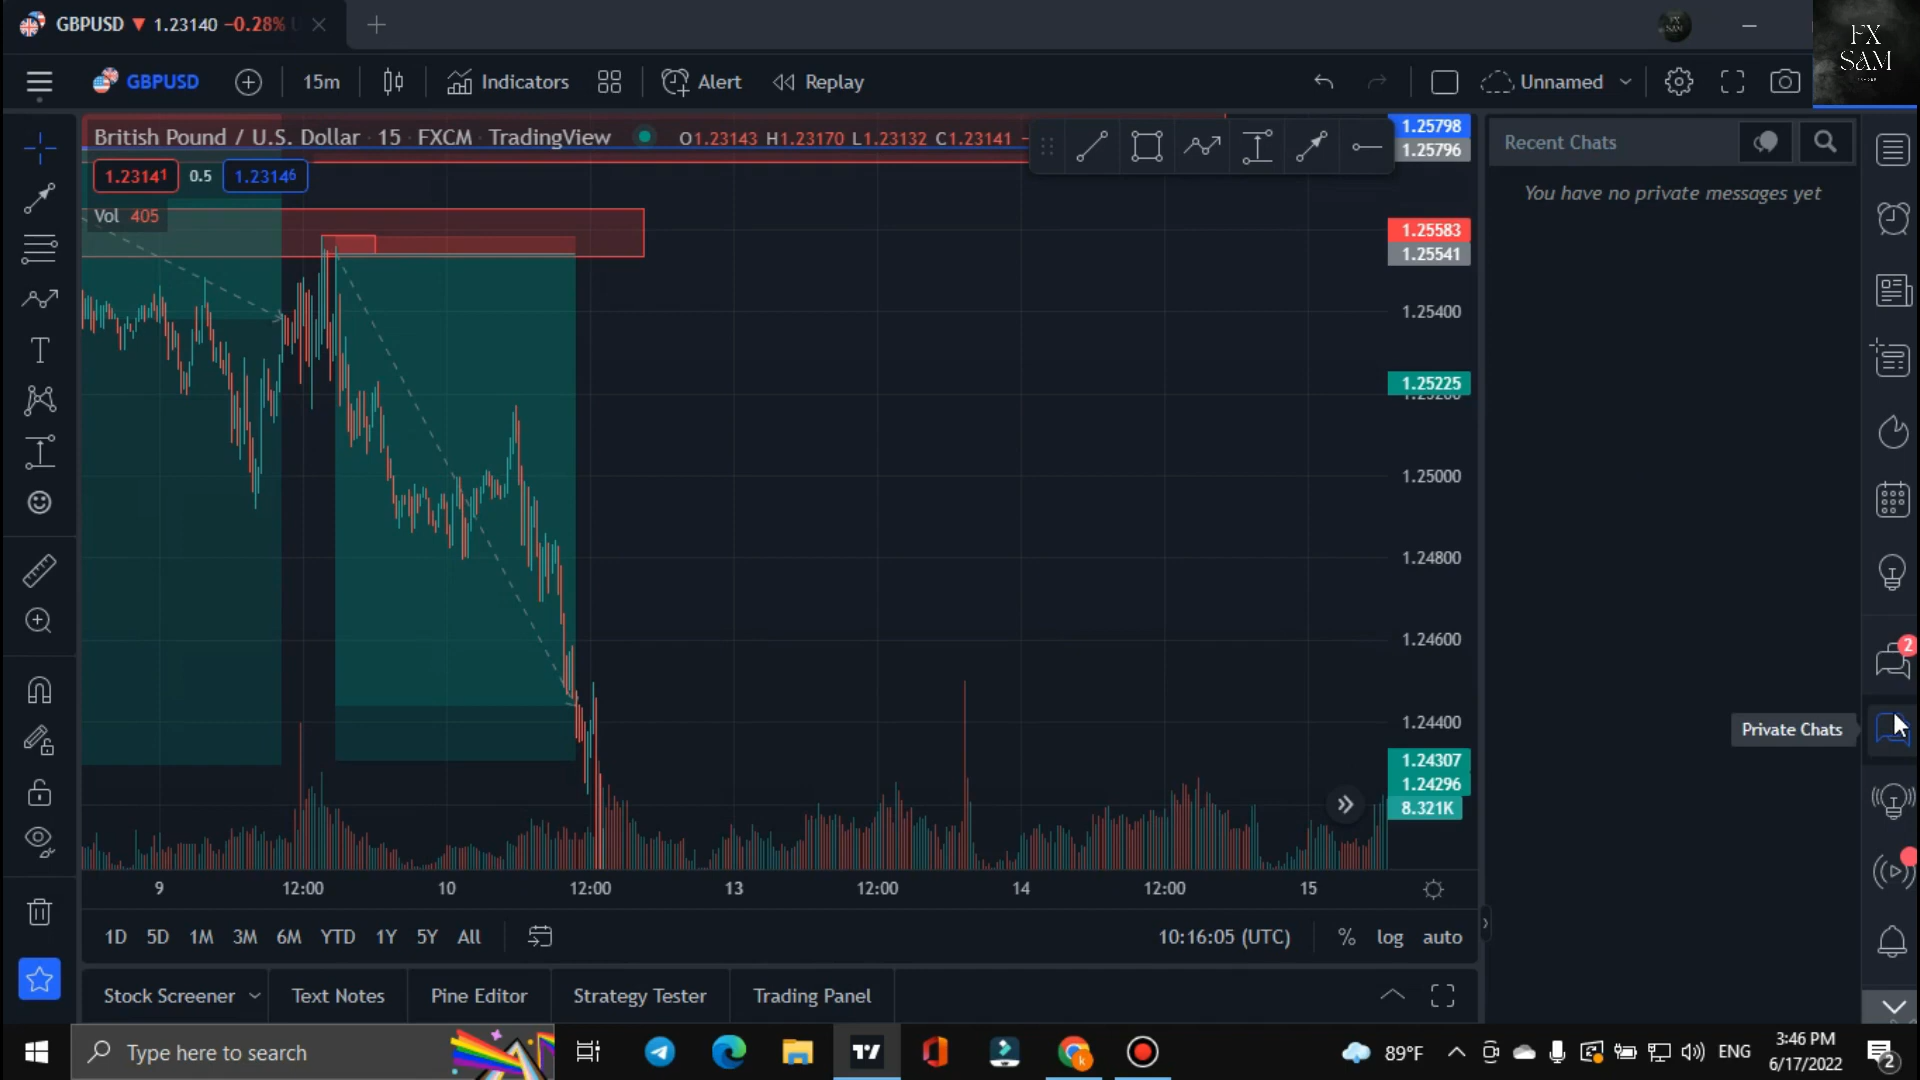 GBPUSD 1.23140 −0.28%
FX
SAM
GBPUSD 15m Indicators Alert Replay Unnamed
British Pound / U.S. Dollar · 15 · FXCM · TradingView O1.23143 H1.23170 L1.23132 C1.23141 −
1.23141 0.5 1.23146
Vol 405
1.25798
1.25796
1.25583
1.25541
1.25400
1.25225
1.25000
1.24800
1.24600
1.24400
1.24307
1.24296
8.321K
9 12:00 10 12:00 13 12:00 14 12:00 15
1D 5D 1M 3M 6M YTD 1Y 5Y All 10:16:05 (UTC) % log auto
Stock Screener Text Notes Pine Editor Strategy Tester Trading Panel
Recent Chats
You have no private messages yet
2
Private Chats
Type here to search
89°F ENG
3:46 PM
6/17/2022
2